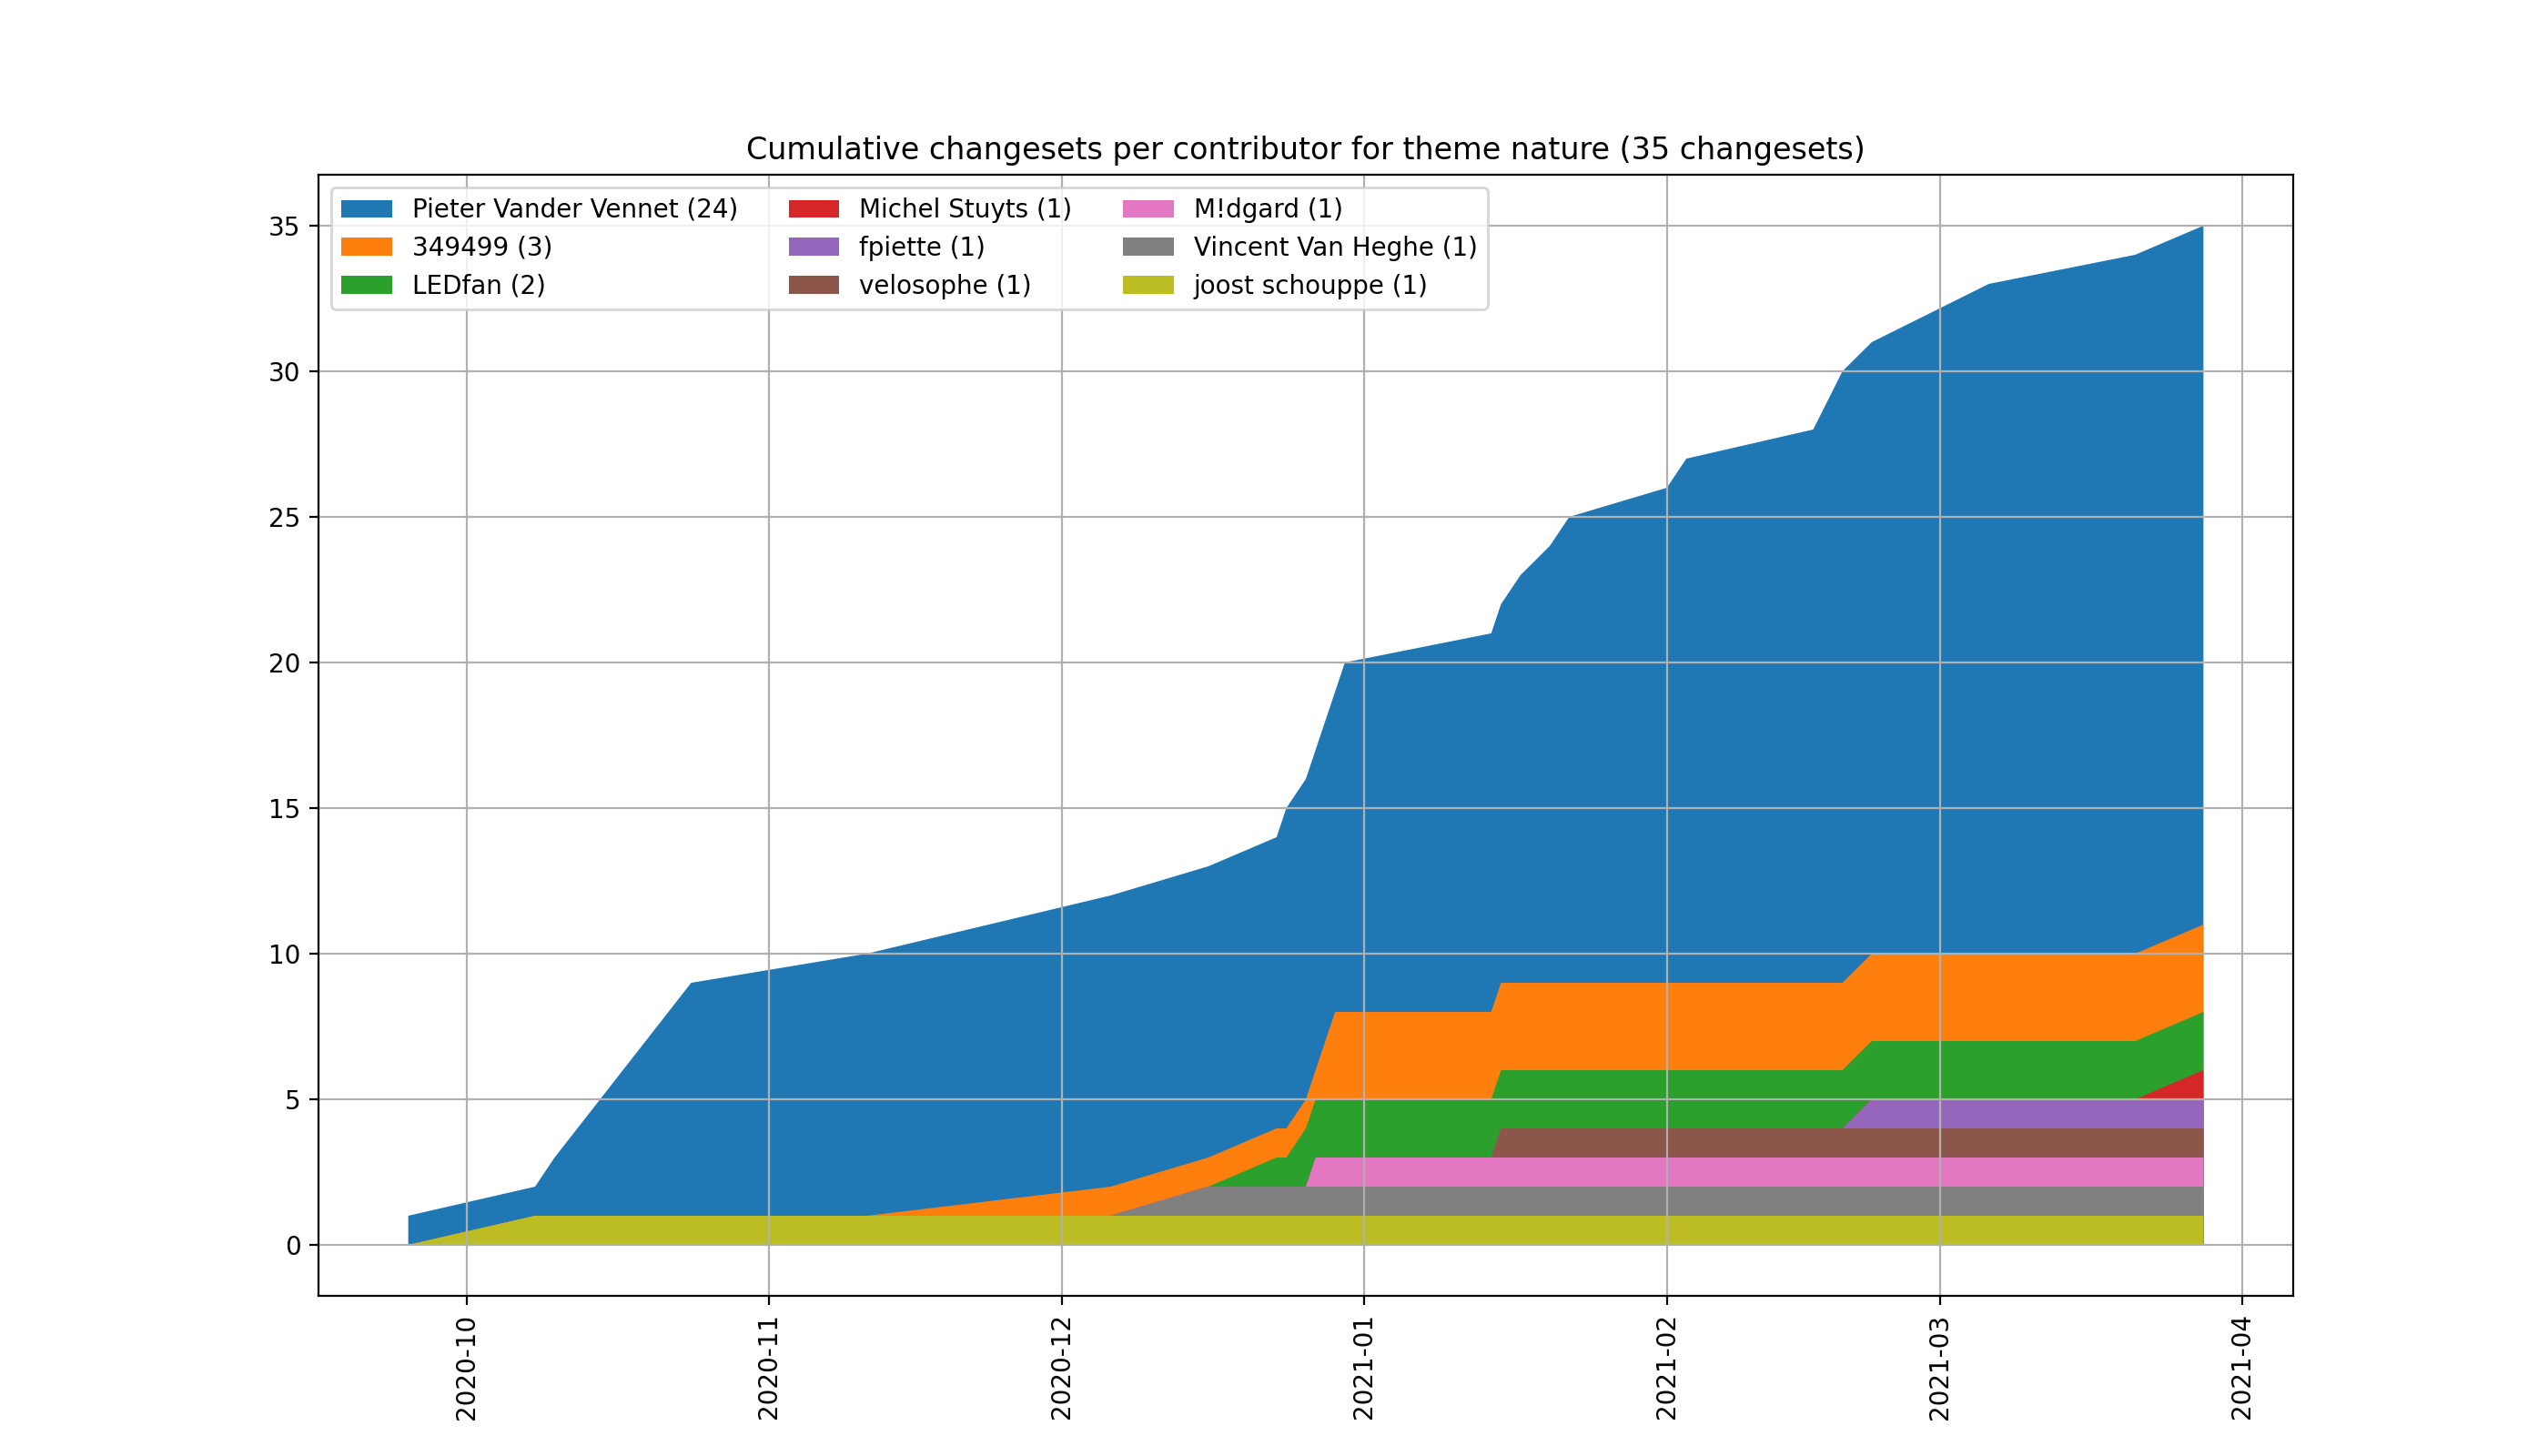 Cumulative changesets per contributor for theme nature (35 changesets)
Pieter Vander Vennet (24)
349499 (3)
LEDfan (2)
Michel Stuyts (1)
fpiette (1)
velosophe (1)
M!dgard (1)
Vincent Van Heghe (1)
joost schouppe (1)
35
30
25
20
15
10
5
0
2020-10
2020-11
2020-12
2021-01
2021-02
2021-03
2021-04